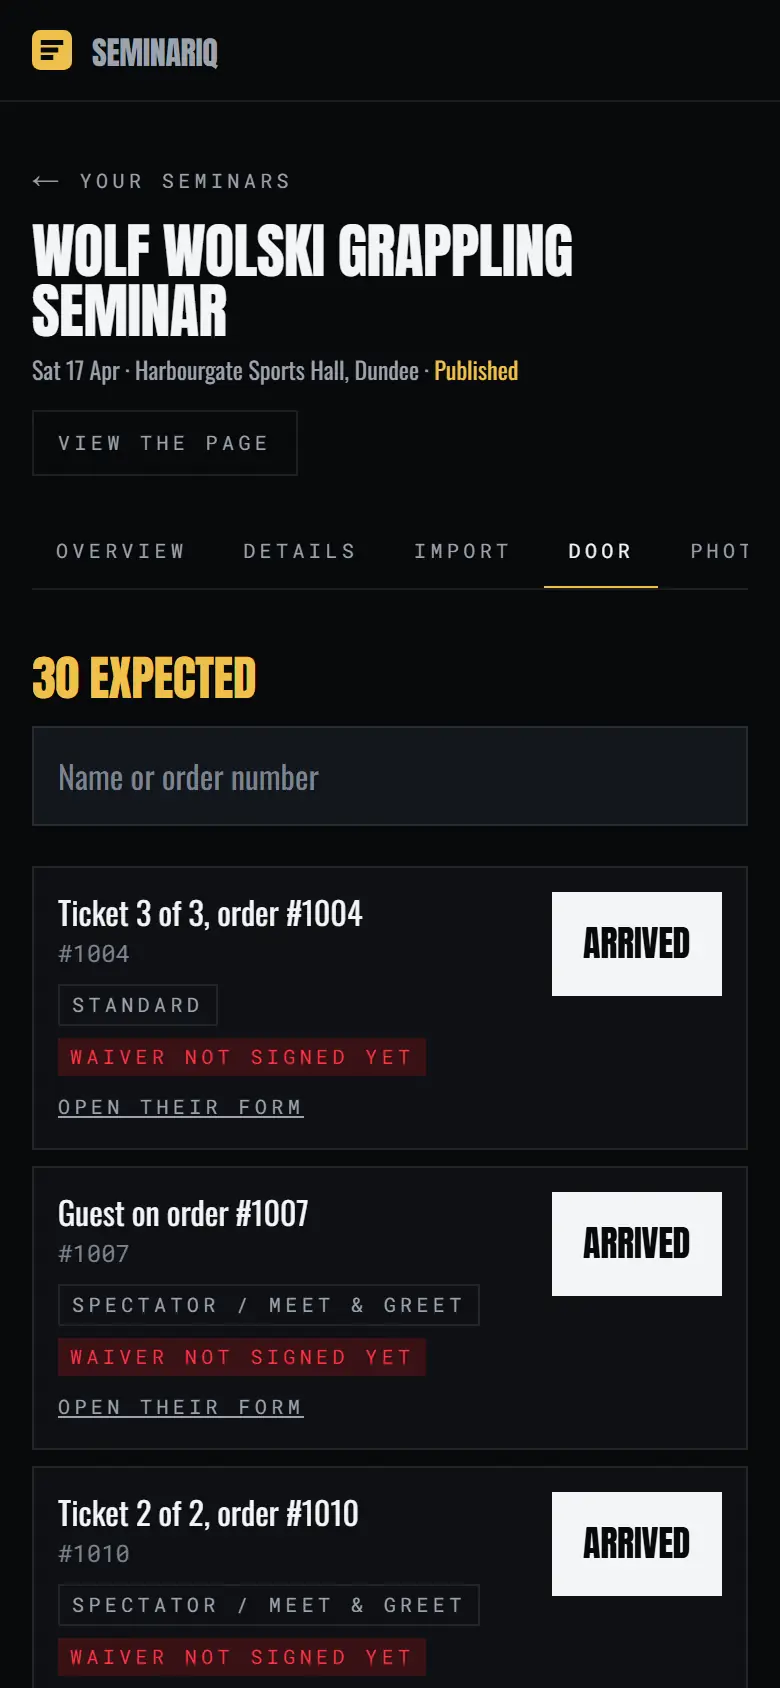 SEMINARIQ
← YOUR SEMINARS
WOLF WOLSKI GRAPPLING
SEMINAR
Sat 17 Apr · Harbourgate Sports Hall, Dundee · Published
VIEW THE PAGE
OVERVIEW DETAILS IMPORT DOOR PHOT
30 EXPECTED
Name or order number
Ticket 3 of 3, order #1004
ARRIVED
#1004
STANDARD
WAIVER NOT SIGNED YET
OPEN THEIR FORM
Guest on order #1007
ARRIVED
#1007
SPECTATOR / MEET & GREET
WAIVER NOT SIGNED YET
OPEN THEIR FORM
Ticket 2 of 2, order #1010
ARRIVED
#1010
SPECTATOR / MEET & GREET
WAIVER NOT SIGNED YET